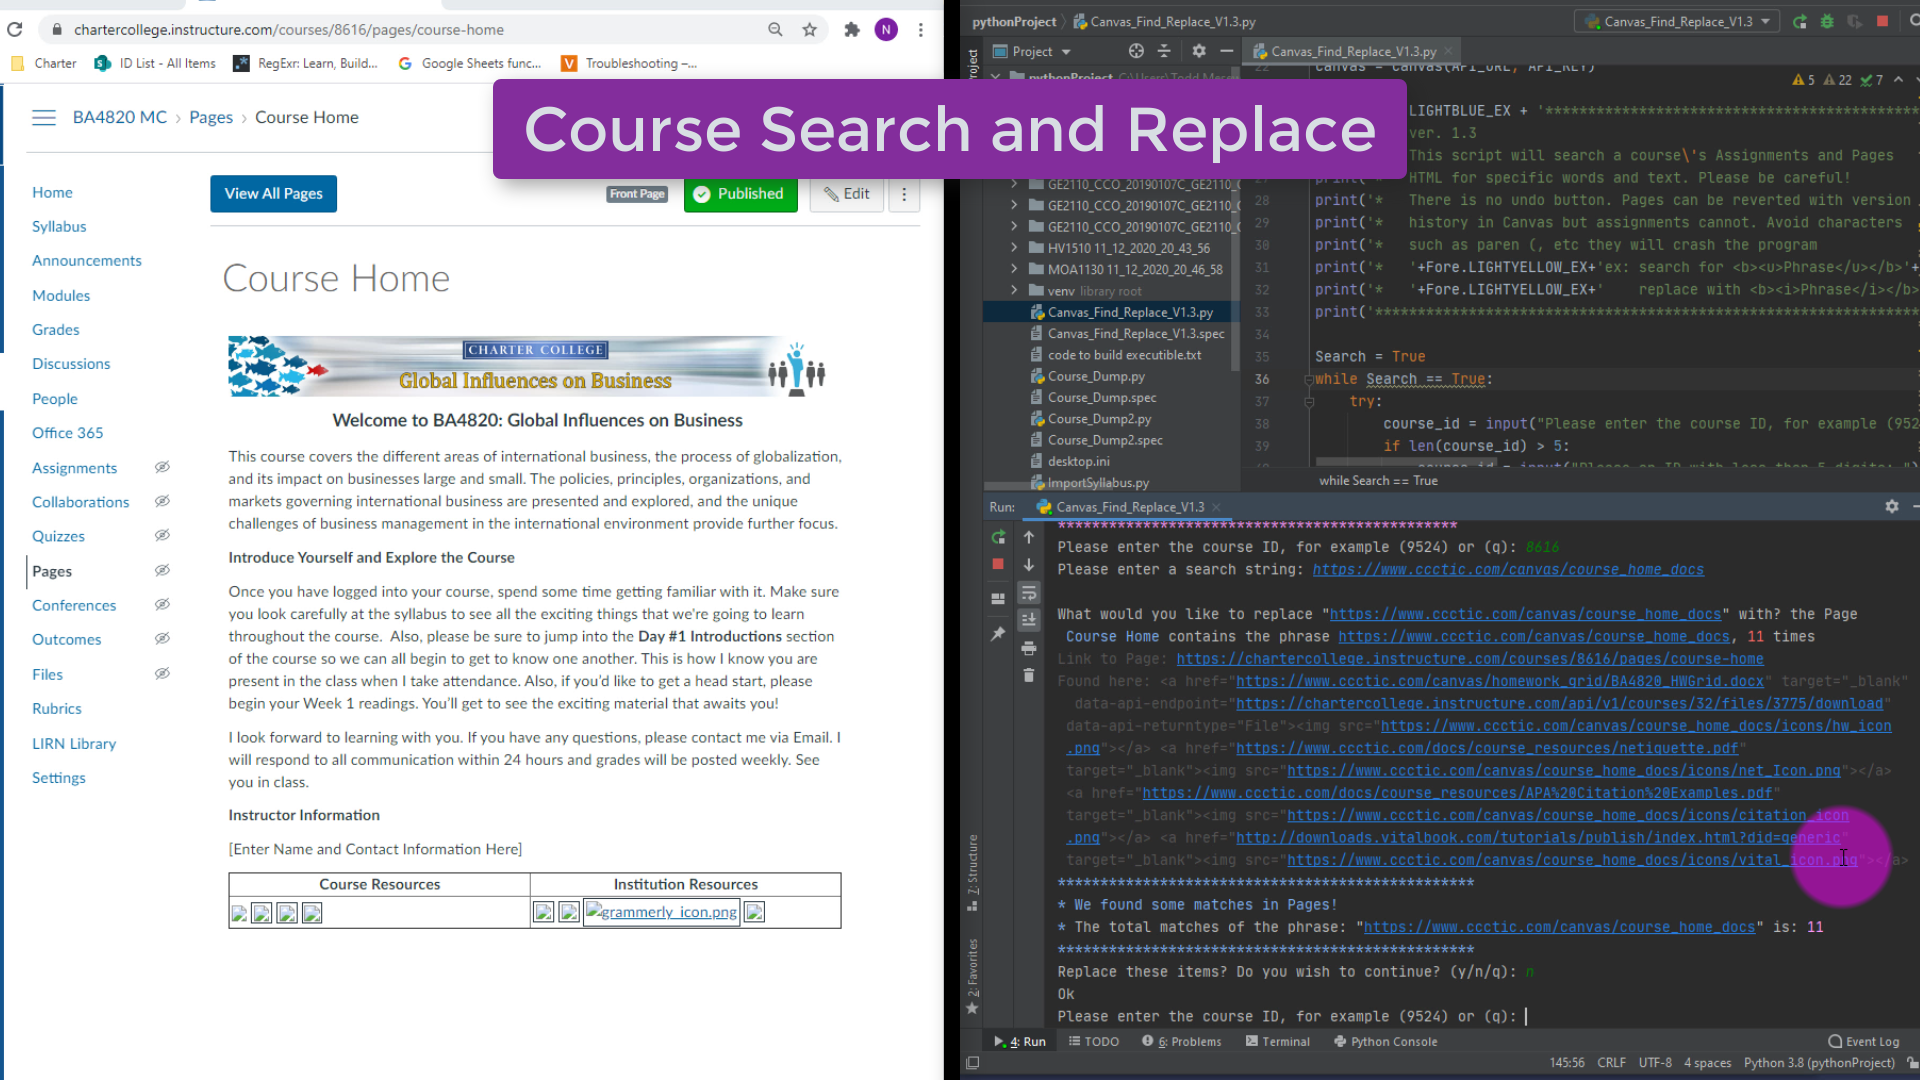 chartercollege.instructure.com/courses/8616/pages/course-home
N
Charter
ID List - All Items
RegExr: Learn, Build...
Google Sheets func...
Troubleshooting –...
Course Search and Replace
BA4820 MC › Pages › Course Home
View All Pages
Front Page
Published
Edit
Home
Syllabus
Announcements
Modules
Grades
Discussions
People
Office 365
Assignments
Collaborations
Quizzes
Pages
Conferences
Outcomes
Files
Rubrics
LIRN Library
Settings
Course Home
CHARTER COLLEGE
Global Influences on Business
Welcome to BA4820: Global Influences on Business
This course covers the different areas of international business, the process of globalization,
and its impact on businesses large and small. The policies, principles, organizations, and
markets governing international business are presented and explored, and the unique
challenges of business management in the international environment provide further focus.
Introduce Yourself and Explore the Course
Once you have logged into your course, spend some time getting familiar with it. Make sure
you look carefully at the syllabus to see all the exciting things that we're going to learn
throughout the course.  Also, please be sure to jump into the Day #1 Introductions section
of the course so we can all begin to get to know one another. This is how I know you are
present in the class when I take attendance. Also, if you'd like to get a head start, please
begin your Week 1 readings. You'll get to see the exciting material that awaits you!
I look forward to learning with you. If you have any questions, please contact me via Email. I
will respond to all communication within 24 hours and grades will be posted weekly. See
you in class.
Instructor Information
[Enter Name and Contact Information Here]
Course Resources
Institution Resources
grammerly_icon.png
pythonProject
Canvas_Find_Replace_V1.3.py
Canvas_Find_Replace_V1.3
Project
Canvas_Find_Replace_V1.3.py
5 22 7
GE2110_CCO_20190107C_GE2110_
GE2110_CCO_20190107C_GE2110_
GE2110_CCO_20190107C_GE2110_
HV1510 11_12_2020_20_43_56
MOA1130 11_12_2020_20_46_58
venv library root
Canvas_Find_Replace_V1.3.py
Canvas_Find_Replace_V1.3.spec
code to build executible.txt
Course_Dump.py
Course_Dump.spec
Course_Dump2.py
Course_Dump2.spec
desktop.ini
ImportSyllabus.py
LIGHTBLUE_EX + '********************************************
ver. 1.3
This script will search a course\'s Assignments and Pages
HTML for specific words and text. Please be careful!
28 print('*   There is no undo button. Pages can be reverted with version
29 print('*   history in Canvas but assignments cannot. Avoid characters
30 print('*   such as paren (, etc they will crash the program
31 print('*   '+Fore.LIGHTYELLOW_EX+'ex: search for <b><u>Phrase</u></b>'+
32 print('*   '+Fore.LIGHTYELLOW_EX+'    replace with <b><i>Phrase</i></b>
33 print('****************************************************************
34
35 Search = True
36 while Search == True:
37 try:
38 course_id = input("Please enter the course ID, for example (952
39 if len(course_id) > 5:
while Search == True
Run:
Canvas_Find_Replace_V1.3
***********************************************
Please enter the course ID, for example (9524) or (q): 8616
Please enter a search string: https://www.ccctic.com/canvas/course_home_docs
What would you like to replace "https://www.ccctic.com/canvas/course_home_docs" with? the Page
Course Home contains the phrase https://www.ccctic.com/canvas/course_home_docs, 11 times
Link to Page: https://chartercollege.instructure.com/courses/8616/pages/course-home
Found here: <a href="https://www.ccctic.com/canvas/homework_grid/BA4820_HWGrid.docx" target="_blank"
data-api-endpoint="https://chartercollege.instructure.com/api/v1/courses/32/files/3775/download"
data-api-returntype="File"><img src="https://www.ccctic.com/canvas/course_home_docs/icons/hw_icon
.png"></a> <a href="https://www.ccctic.com/docs/course_resources/netiquette.pdf"
target="_blank"><img src="https://www.ccctic.com/canvas/course_home_docs/icons/net_Icon.png"></a>
<a href="https://www.ccctic.com/docs/course_resources/APA%20Citation%20Examples.pdf"
target="_blank"><img src="https://www.ccctic.com/canvas/course_home_docs/icons/citation_icon
.png"></a> <a href="http://downloads.vitalbook.com/tutorials/publish/index.html?did=generic"
target="_blank"><img src="https://www.ccctic.com/canvas/course_home_docs/icons/vital_icon.png"></a>
*************************************************
* We found some matches in Pages!
* The total matches of the phrase: "https://www.ccctic.com/canvas/course_home_docs" is: 11
*************************************************
Replace these items? Do you wish to continue? (y/n/q): n
Ok
Please enter the course ID, for example (9524) or (q):
7: Structure
2: Favorites
4: Run
TODO
6: Problems
Terminal
Python Console
Event Log
145:56 CRLF UTF-8 4 spaces Python 3.8 (pythonProject)